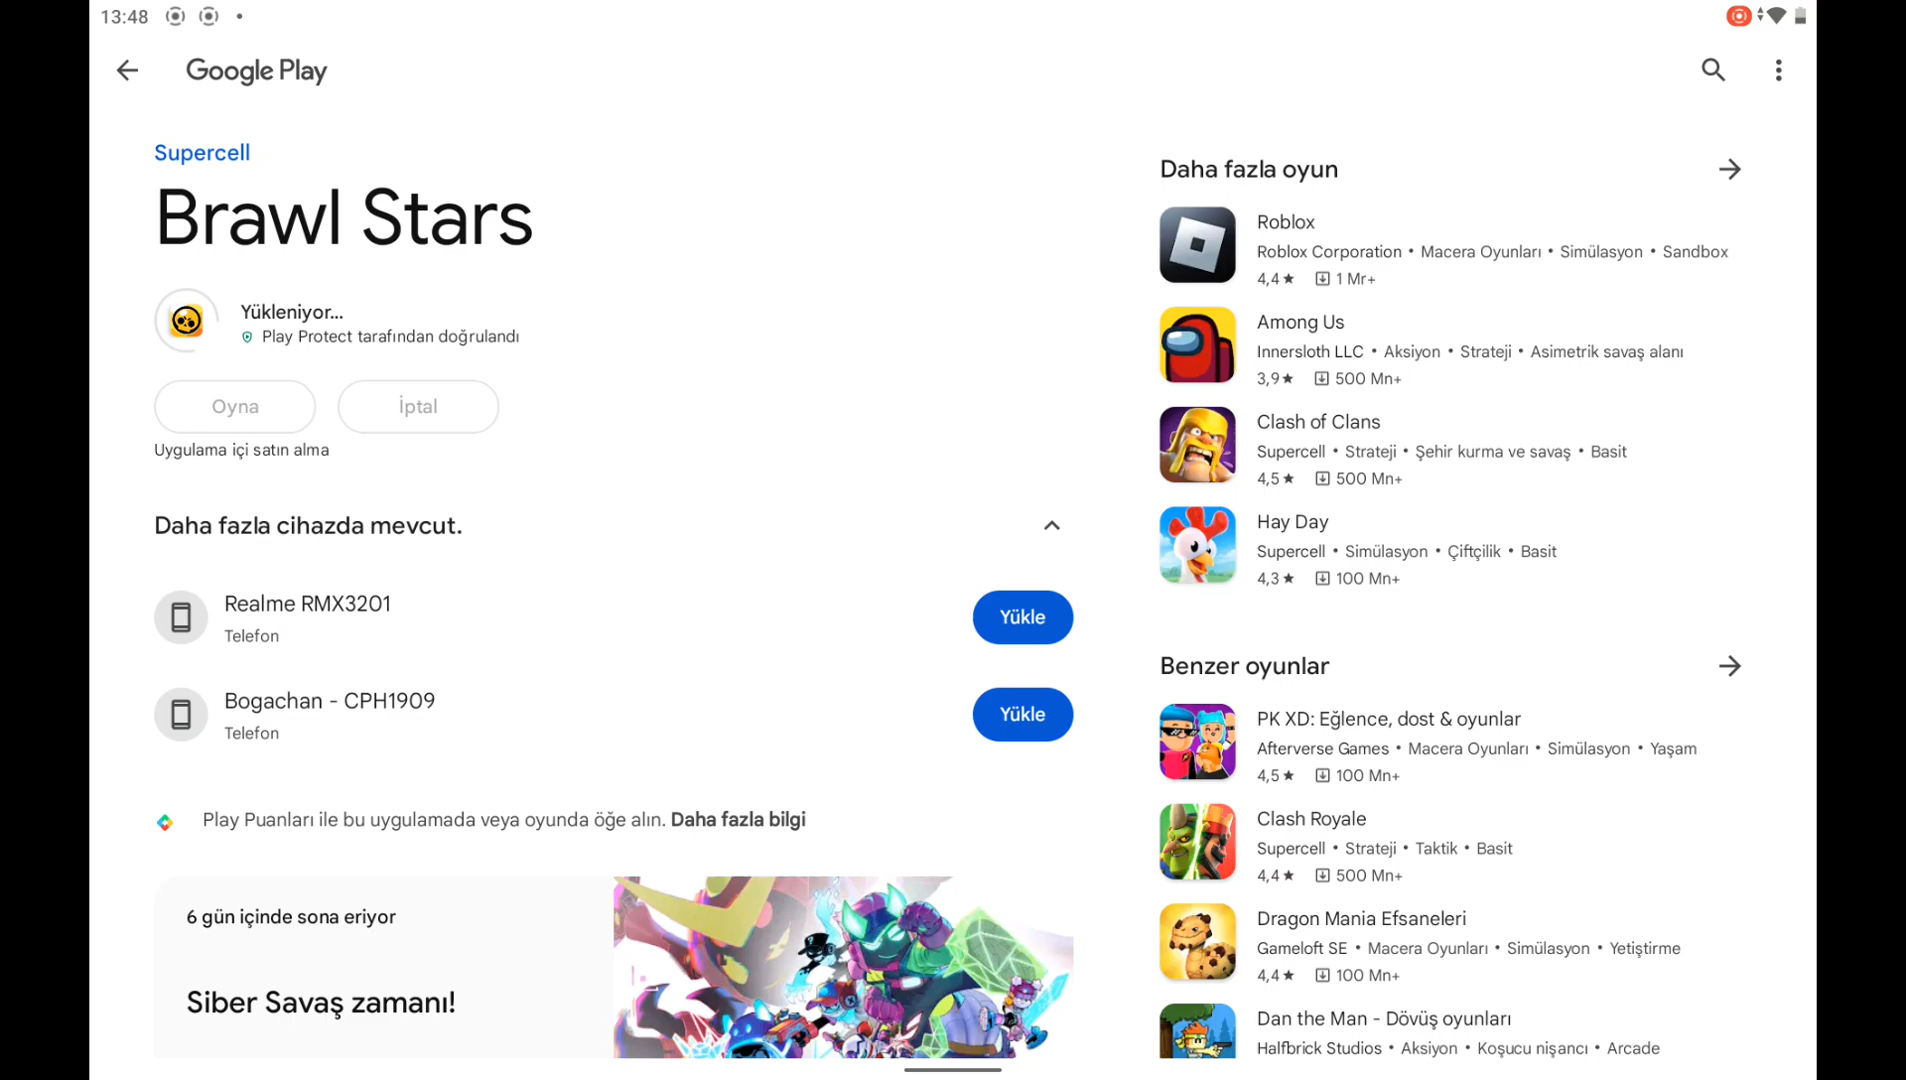 13:48
Google Play
Supercell
Brawl Stars
Yükleniyor...
Play Protect tarafından doğrulandı
Oyna
İptal
Uygulama içi satın alma
Daha fazla cihazda mevcut.
Realme RMX3201
Telefon
Yükle
Bogachan - CPH1909
Telefon
Yükle
Play Puanları ile bu uygulamada veya oyunda öğe alın. Daha fazla bilgi
6 gün içinde sona eriyor
Siber Savaş zamanı!
Daha fazla oyun
Roblox
Roblox Corporation • Macera Oyunları • Simülasyon • Sandbox
4,4★ 1 Mr+
Among Us
Innersloth LLC • Aksiyon • Strateji • Asimetrik savaş alanı
3,9★ 500 Mn+
Clash of Clans
Supercell • Strateji • Şehir kurma ve savaş • Basit
4,5★ 500 Mn+
Hay Day
Supercell • Simülasyon • Çiftçilik • Basit
4,3★ 100 Mn+
Benzer oyunlar
PK XD: Eğlence, dost & oyunlar
Afterverse Games • Macera Oyunları • Simülasyon • Yaşam
4,5★ 100 Mn+
Clash Royale
Supercell • Strateji • Taktik • Basit
4,4★ 500 Mn+
Dragon Mania Efsaneleri
Gameloft SE • Macera Oyunları • Simülasyon • Yetiştirme
4,4★ 100 Mn+
Dan the Man - Dövüş oyunları
Halfbrick Studios • Aksiyon • Koşucu nişancı • Arcade